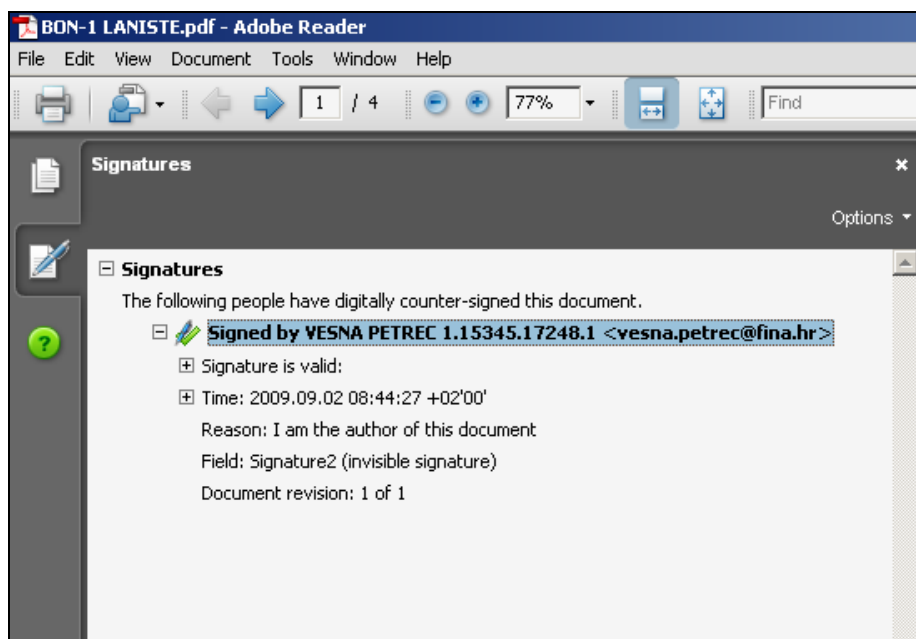 BON-1 LANISTE.pdf - Adobe Reader
File Edit View Document Tools Window Help
1 / 4 77% Find
Signatures
Options
Signatures
The following people have digitally counter-signed this document.
Signed by VESNA PETREC 1.15345.17248.1 <vesna.petrec@fina.hr>
Signature is valid:
Time: 2009.09.02 08:44:27 +02'00'
Reason: I am the author of this document
Field: Signature2 (invisible signature)
Document revision: 1 of 1